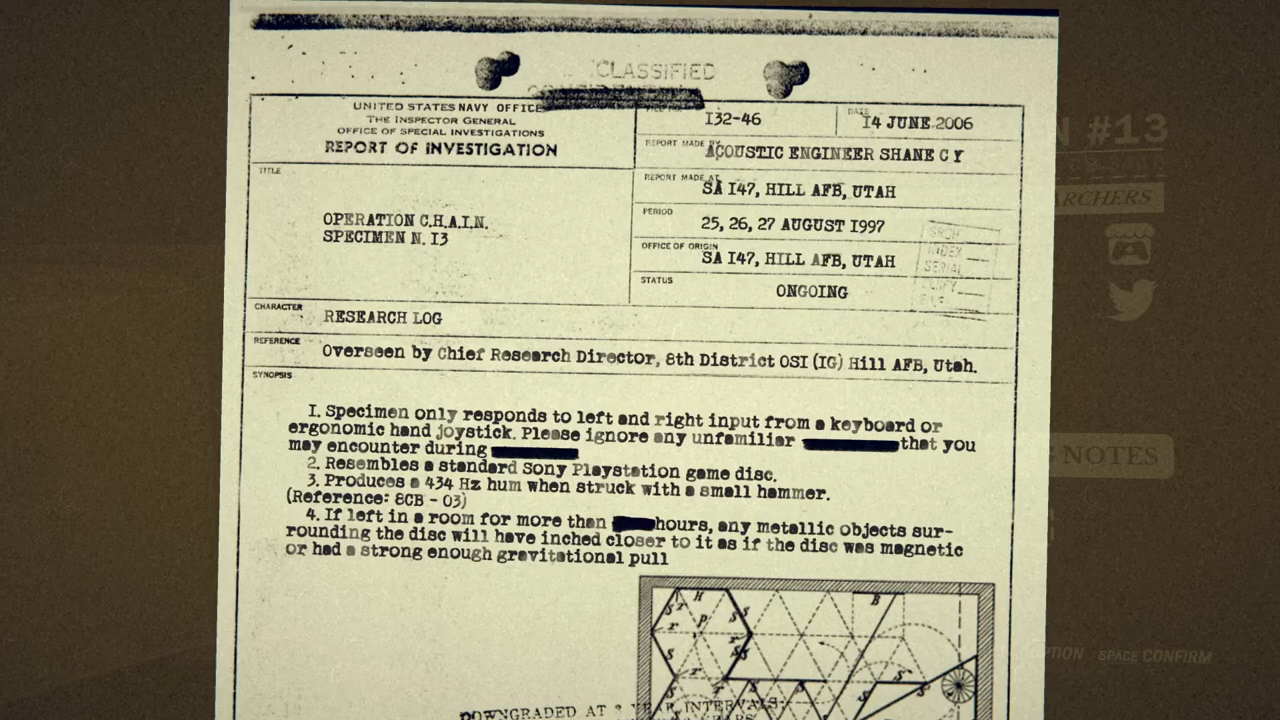 CLASSIFIED
UNITED STATES NAVY OFFICE
THE INSPECTOR GENERAL
OFFICE OF SPECIAL INVESTIGATIONS
REPORT OF INVESTIGATION
I32-46
DATE
I4 JUNE 2006
REPORT MADE BY
ACOUSTIC ENGINEER SHANE C Y
REPORT MADE AT
SA I47, HILL AFB, UTAH
TITLE
OPERATION C.H.A.I.N.
SPECIMEN N. I3
PERIOD
25, 26, 27 AUGUST I997
OFFICE OF ORIGIN
SA I47, HILL AFB, UTAH
STATUS
ONGOING
INDEX
SERIAL
CHARACTER
RESEARCH LOG
REFERENCE
Overseen by Chief Research Director, 8th District OSI (IG) Hill AFB, Utah.
SYNOPSIS
I. Specimen only responds to left and right input from a keyboard or
ergonomic hand joystick. Please ignore any unfamiliar that you
may encounter during
2. Resembles a standard Sony Playstation game disc.
3. Produces a 434 Hz hum when struck with a small hammer.
(Reference: 8CB - 03)
4. If left in a room for more than hours, any metallic objects sur-
rounding the disc will have inched closer to it as if the disc was magnetic
or had a strong enough gravitational pull
H
B
P
DOWNGRADED AT 3 YEAR INTERVALS
N #13
ARCHERS
G NOTES
SPACE CONFIRM